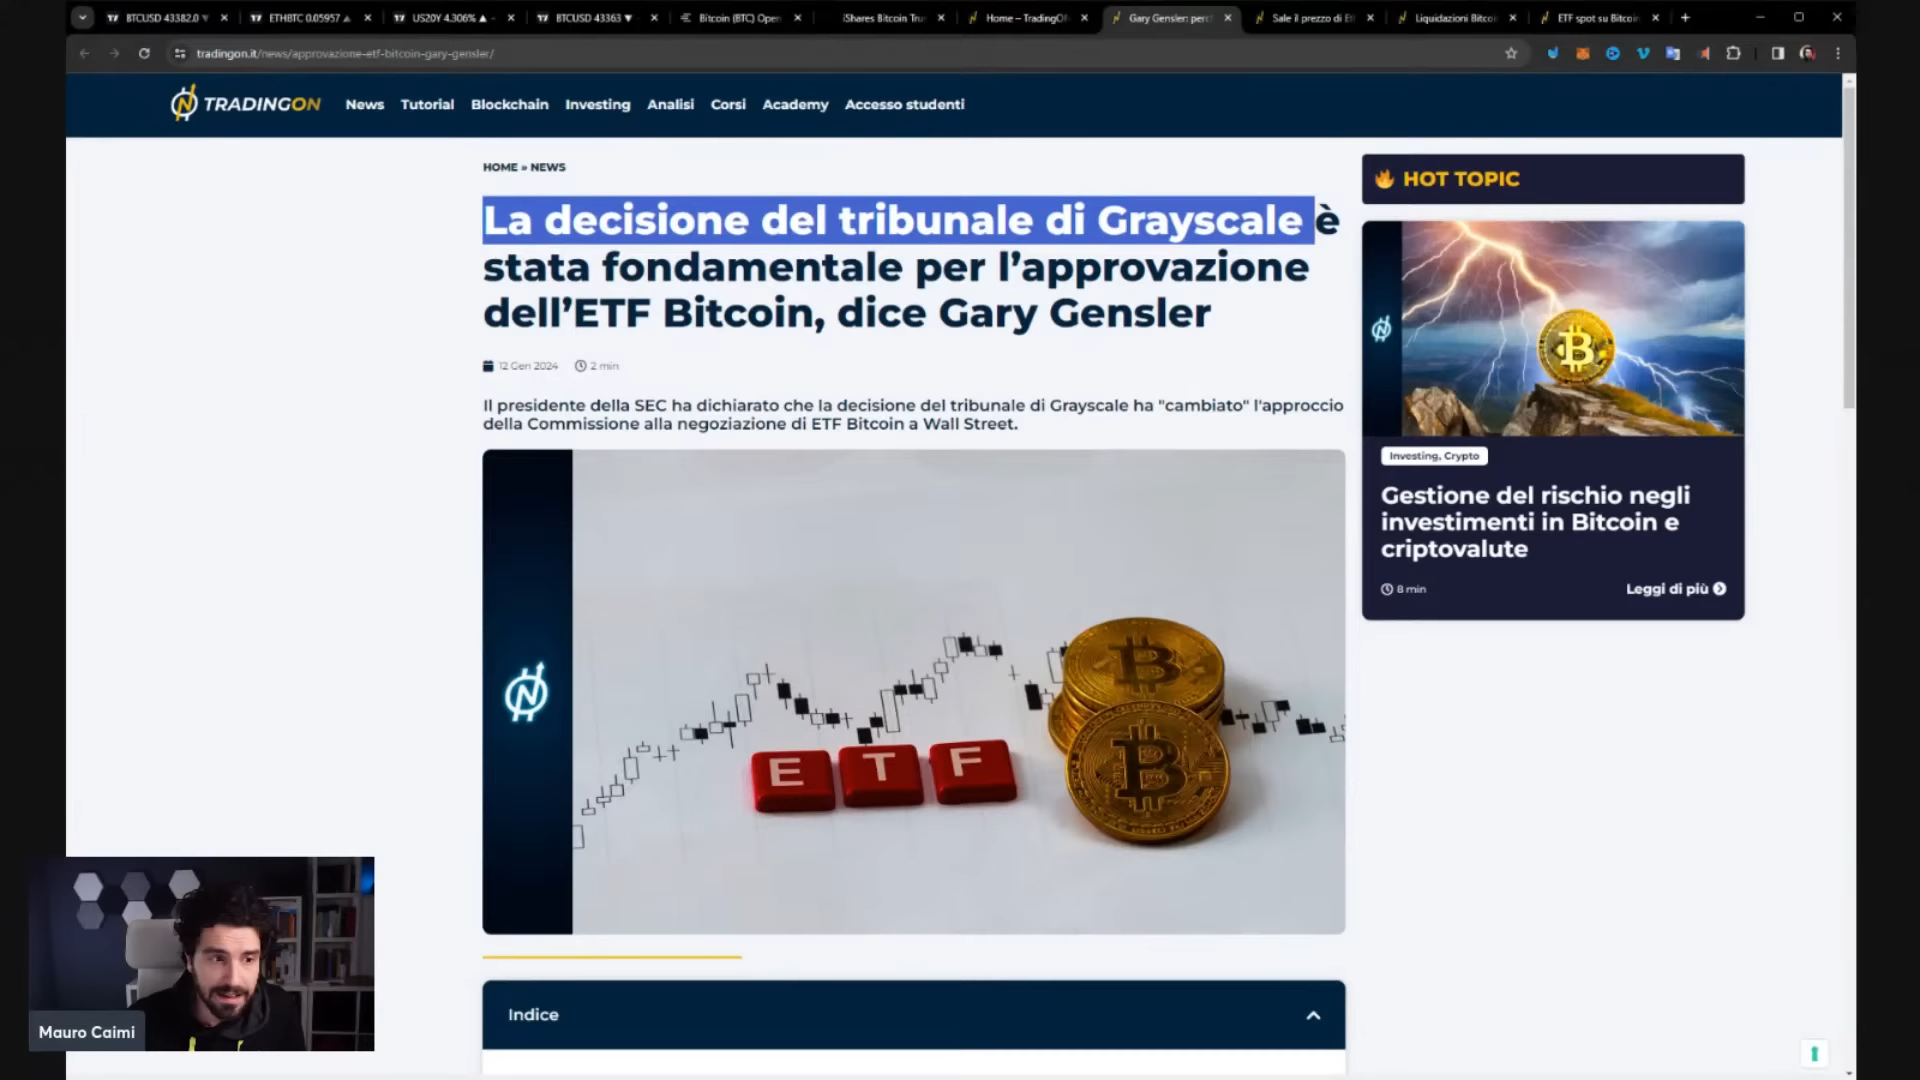 BTCUSD 43382.0
ETHBTC 0.05957
US20Y 4.306%
BTCUSD 43363
Bitcoin (BTC) Open
iShares Bitcoin Tru
Home – TradingO
Gary Gensler: perc
Sale il prezzo di Et
Liquidazioni Bitco
ETF spot su Bitcoin
tradingon.it/news/approvazione-etf-bitcoin-gary-gensler/
TRADINGON
News
Tutorial
Blockchain
Investing
Analisi
Corsi
Academy
Accesso studenti
HOME » NEWS
La decisione del tribunale di Grayscale è
stata fondamentale per l’approvazione
dell’ETF Bitcoin, dice Gary Gensler
12 Gen 2024
2 min
Il presidente della SEC ha dichiarato che la decisione del tribunale di Grayscale ha "cambiato" l'approccio
della Commissione alla negoziazione di ETF Bitcoin a Wall Street.
E T F
Indice
HOT TOPIC
Investing, Crypto
Gestione del rischio negli
investimenti in Bitcoin e
criptovalute
8 min
Leggi di più
Mauro Caimi